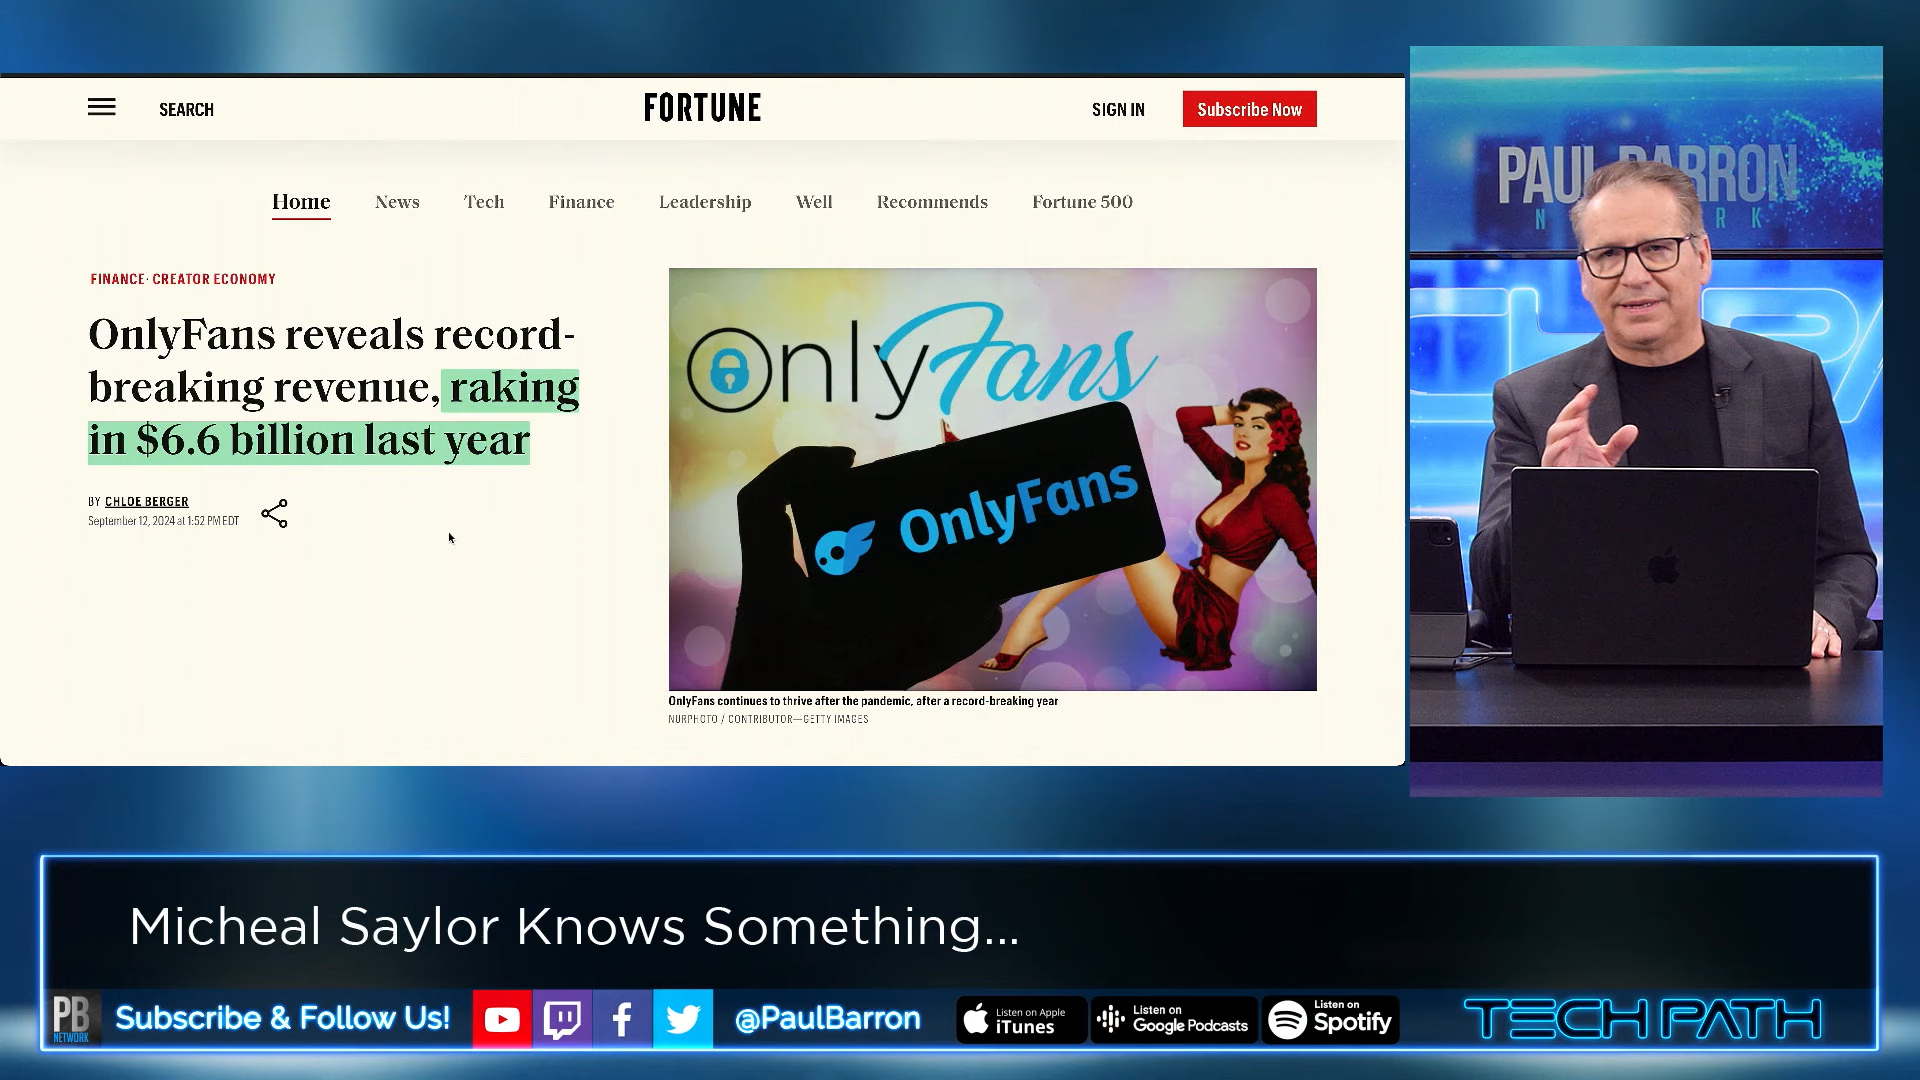 SEARCH
FORTUNE
SIGN IN
Subscribe Now
Home
News
Tech
Finance
Leadership
Well
Recommends
Fortune 500
FINANCE· CREATOR ECONOMY
OnlyFans reveals record-
breaking revenue, raking
in $6.6 billion last year
BY CHLOE BERGER
September 12, 2024 at 1:52 PM EDT
OnlyFans
OnlyFans
OnlyFans continues to thrive after the pandemic, after a record-breaking year
NURPHOTO / CONTRIBUTOR—GETTY IMAGES
Micheal Saylor Knows Something...
PB
NETWORK
Subscribe & Follow Us!
@PaulBarron
Listen on Apple
iTunes
Listen on
Google Podcasts
Listen on
Spotify
TECH PATH